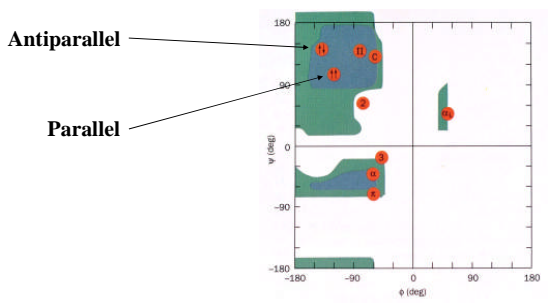 Antiparallel
Parallel
180
90
0
−90
−180
ψ (deg)
↑↓
II
C
↑↑
2
αL
3
α
π
−180
−90
0
90
180
ϕ (deg)